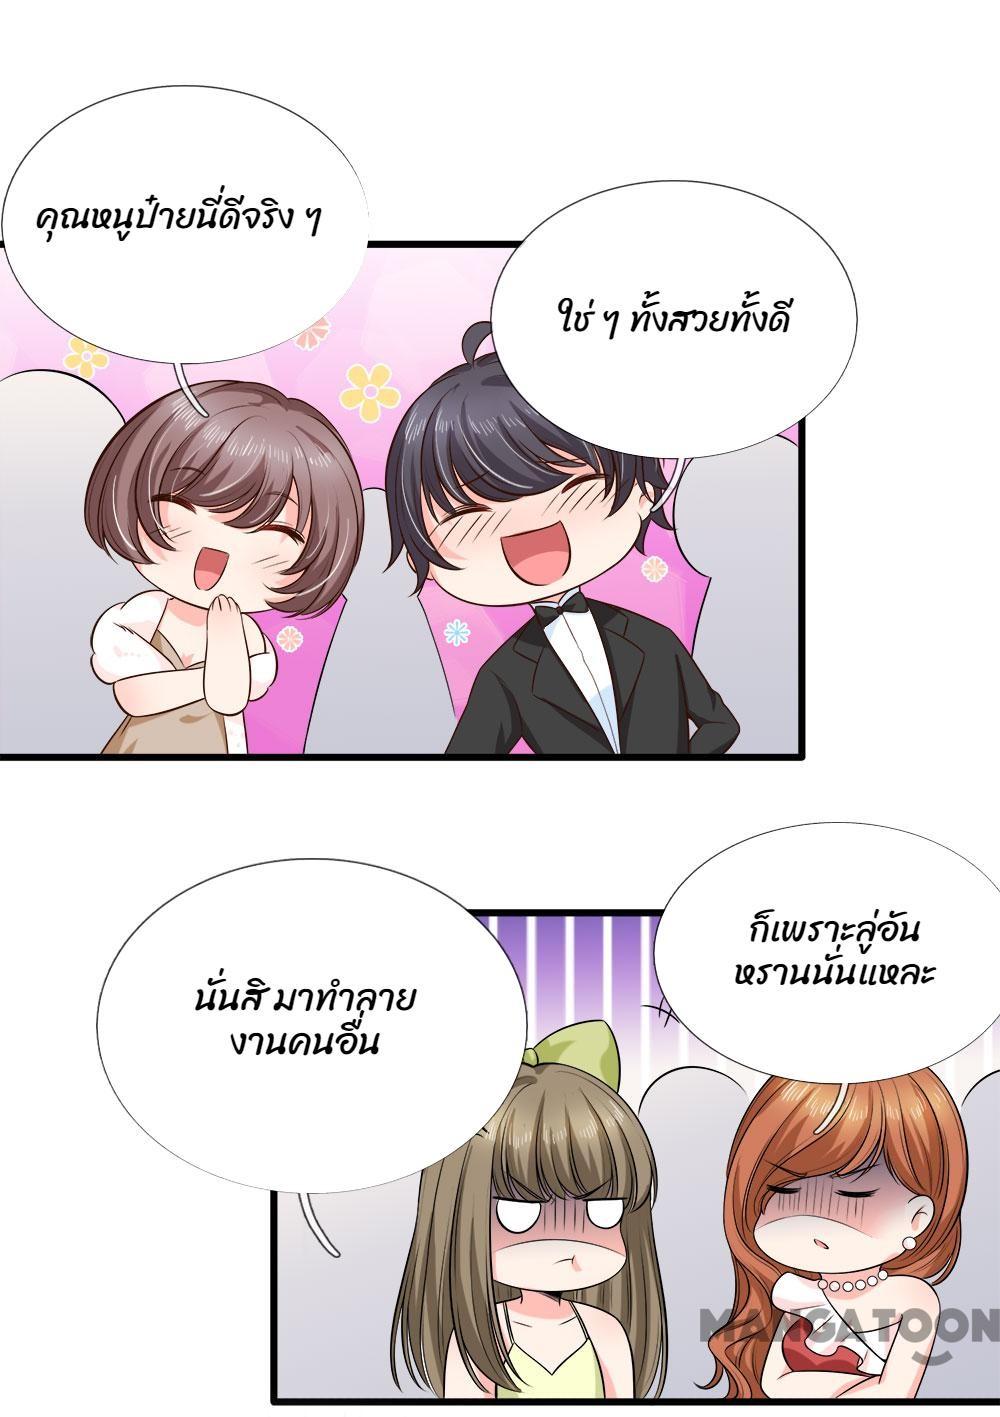 คุณหนูป๋ายนี่ดีจริง ๆ
ใช่ ๆ ทั้งสวยทั้งดี
ก็เพราะลู่อัน
หรานนั่นแหละ
นั่นสิ มาทำลาย
งานคนอื่น
MANGATOON